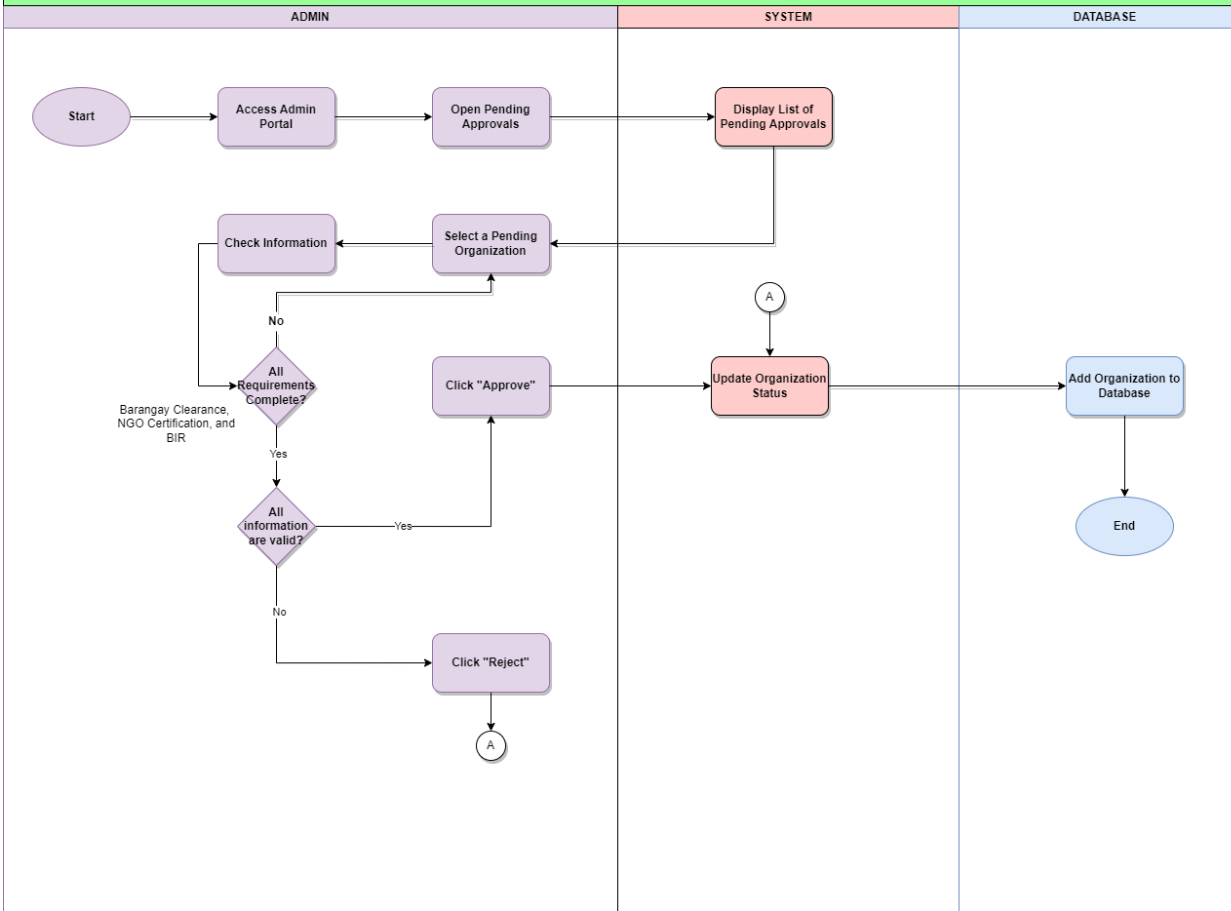 ADMIN
SYSTEM
DATABASE
Start
Access Admin
Portal
Open Pending
Approvals
Display List of
Pending Approvals
Check Information
Select a Pending
Organization
A
No
All
Requirements
Complete?
Click "Approve"
Update Organization
Status
Add Organization to
Database
Barangay Clearance,
NGO Certification, and
BIR
Yes
All
information
are valid?
Yes
End
No
Click "Reject"
A